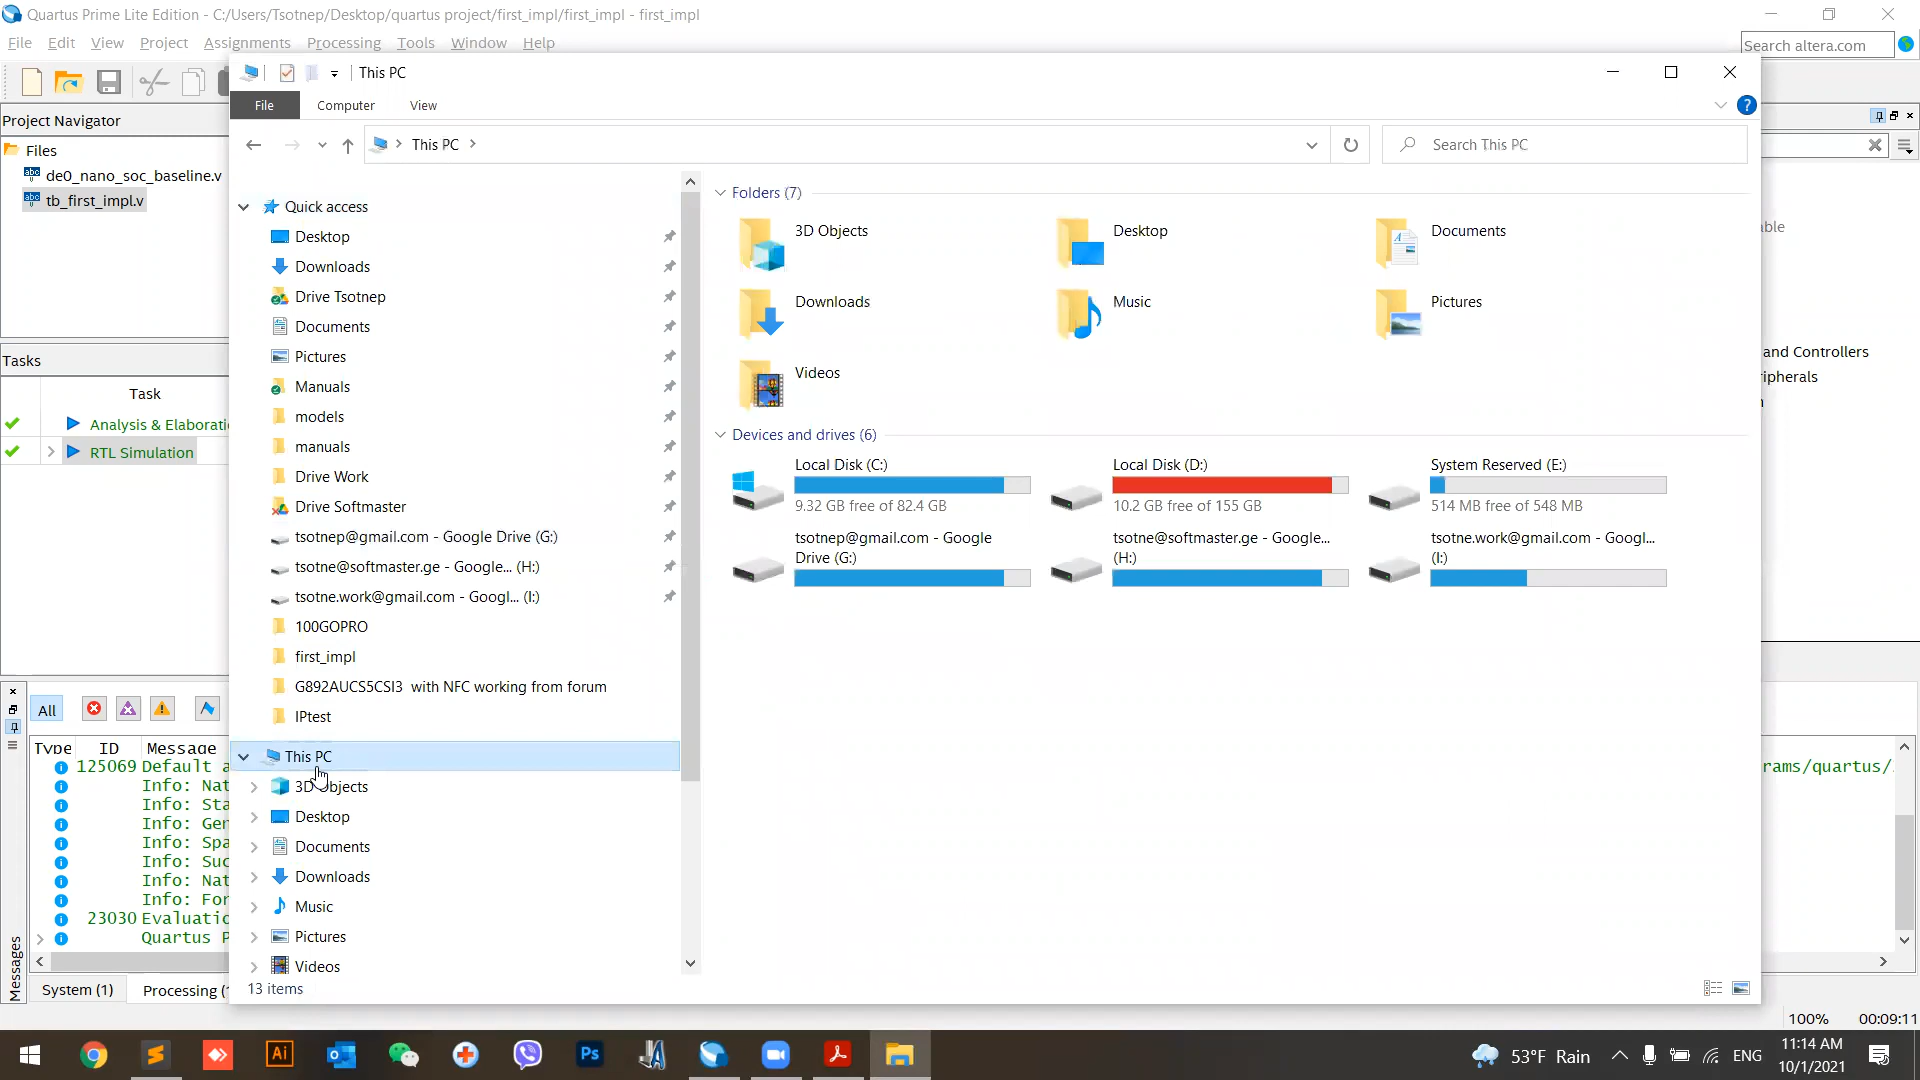 Quartus Prime Lite Edition - C:/Users/Tsotnep/Desktop/quartus project/first_impl/first_impl - first_impl
File Edit View Project Assignments Processing Tools Window Help
Search altera.com
This PC
File Computer View
This PC
Search This PC
Project Navigator
Files
de0_nano_soc_baseline.v
tb_first_impl.v
Tasks
Task
Analysis & Elaborati
RTL Simulation
Quick access
Desktop
Downloads
Drive Tsotnep
Documents
Pictures
Manuals
models
manuals
Drive Work
Drive Softmaster
tsotnep@gmail.com - Google Drive (G:)
tsotne@softmaster.ge - Google... (H:)
tsotne.work@gmail.com - Googl... (I:)
100GOPRO
first_impl
G892AUCS5CSI3 with NFC working from forum
IPtest
This PC
3D Objects
Desktop
Documents
Downloads
Music
Pictures
Videos
13 items
Folders (7)
3D Objects
Desktop
Documents
Downloads
Music
Pictures
Videos
Devices and drives (6)
Local Disk (C:)
9.32 GB free of 82.4 GB
Local Disk (D:)
10.2 GB free of 155 GB
System Reserved (E:)
514 MB free of 548 MB
tsotnep@gmail.com - Google
Drive (G:)
tsotne@softmaster.ge - Google...
(H:)
tsotne.work@gmail.com - Googl...
(I:)
able
and Controllers
ipherals
All
Type ID Message
125069 Default a
Info: Nat
Info: Sta
Info: Gen
Info: Spa
Info: Suc
Info: Nat
Info: For
23030 Evaluatio
Quartus P
rams/quartus/
Messages
System (1)
Processing (
100% 00:09:11
53°F Rain
ENG
11:14 AM
10/1/2021